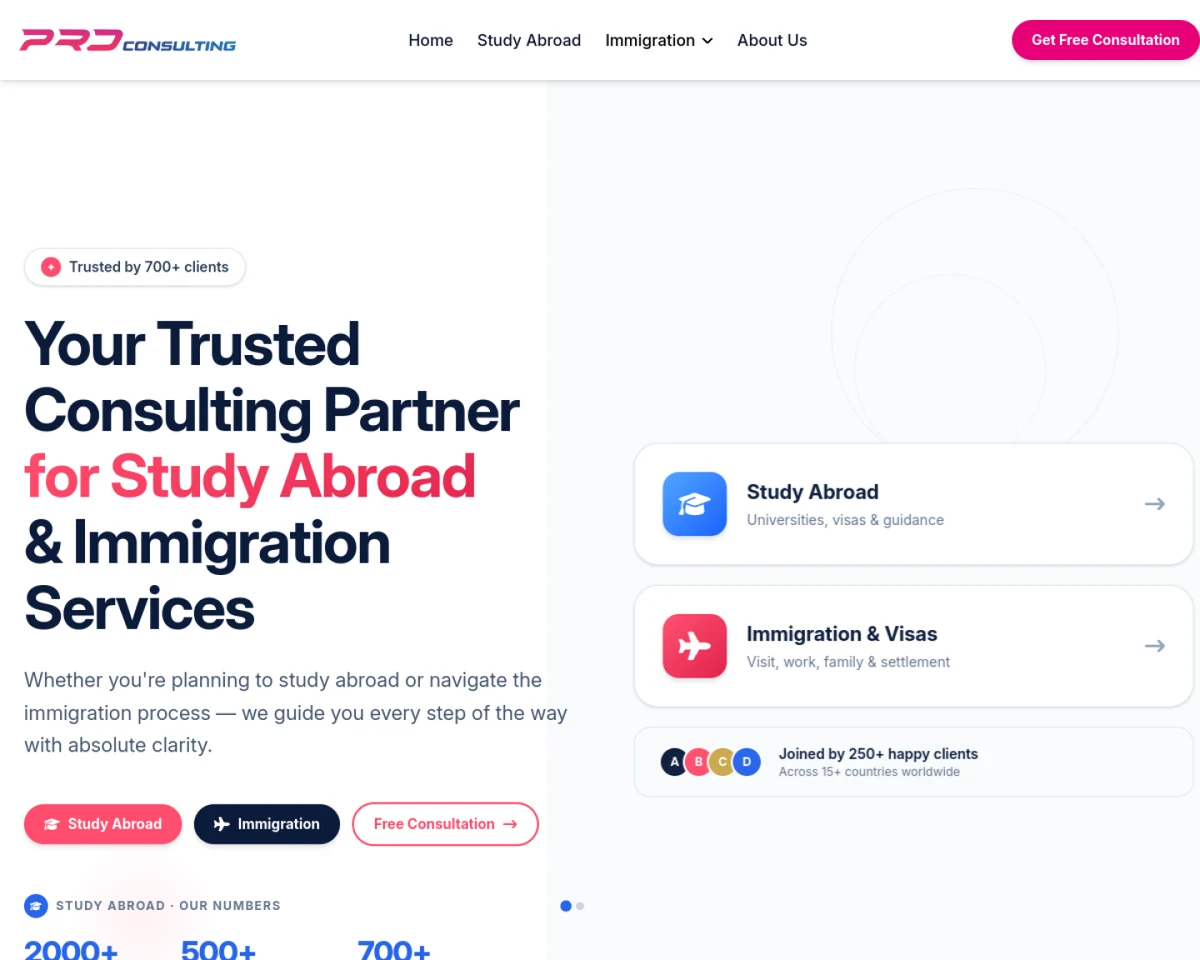 PRD CONSULTING
Home
Study Abroad
Immigration
About Us
Get Free Consultation
Trusted by 700+ clients
Your Trusted
Consulting Partner
for Study Abroad
& Immigration
Services
Whether you're planning to study abroad or navigate the
immigration process — we guide you every step of the way
with absolute clarity.
Study Abroad
Immigration
Free Consultation →
STUDY ABROAD · OUR NUMBERS
2000+
500+
700+
Study Abroad
Universities, visas & guidance
Immigration & Visas
Visit, work, family & settlement
A B C D
Joined by 250+ happy clients
Across 15+ countries worldwide